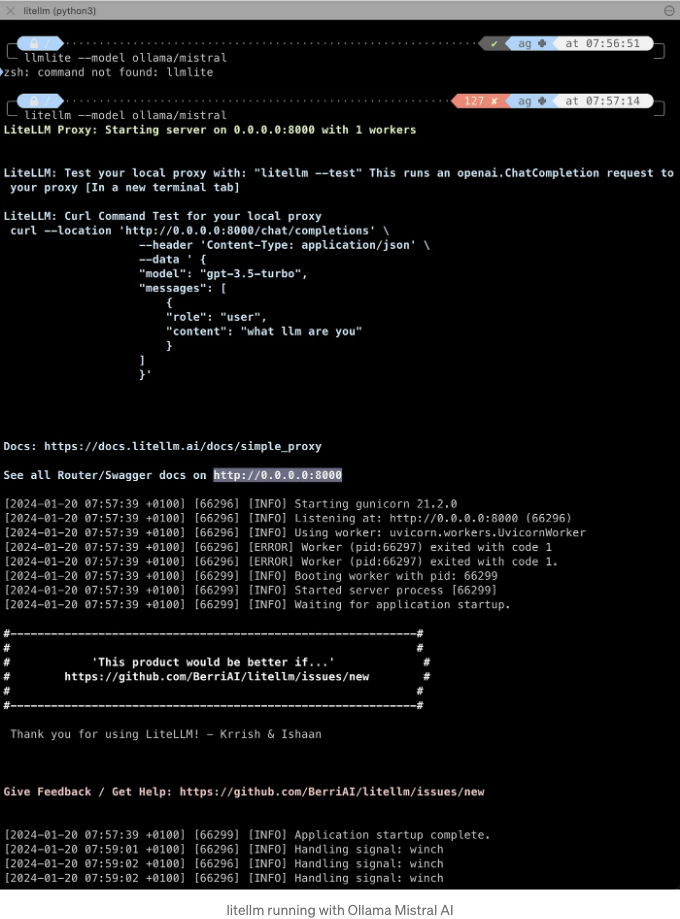 litellm (python3)
/ ✔ ag at 07:56:51
llmlite --model ollama/mistral
zsh: command not found: llmlite
/ 127 ✘ ag at 07:57:14
litellm --model ollama/mistral
LiteLLM Proxy: Starting server on 0.0.0.0:8000 with 1 workers
LiteLLM: Test your local proxy with: "litellm --test" This runs an openai.ChatCompletion request to
your proxy [In a new terminal tab]
LiteLLM: Curl Command Test for your local proxy
curl --location 'http://0.0.0.0:8000/chat/completions' \
--header 'Content-Type: application/json' \
--data ' {
"model": "gpt-3.5-turbo",
"messages": [
{
"role": "user",
"content": "what llm are you"
}
]
}'
Docs: https://docs.litellm.ai/docs/simple_proxy
See all Router/Swagger docs on http://0.0.0.0:8000
[2024-01-20 07:57:39 +0100] [66296] [INFO] Starting gunicorn 21.2.0
[2024-01-20 07:57:39 +0100] [66296] [INFO] Listening at: http://0.0.0.0:8000 (66296)
[2024-01-20 07:57:39 +0100] [66296] [INFO] Using worker: uvicorn.workers.UvicornWorker
[2024-01-20 07:57:39 +0100] [66296] [ERROR] Worker (pid:66297) exited with code 1
[2024-01-20 07:57:39 +0100] [66296] [ERROR] Worker (pid:66297) exited with code 1.
[2024-01-20 07:57:39 +0100] [66299] [INFO] Booting worker with pid: 66299
[2024-01-20 07:57:39 +0100] [66299] [INFO] Started server process [66299]
[2024-01-20 07:57:39 +0100] [66299] [INFO] Waiting for application startup.
#------------------------------------------------------------#
# #
# 'This product would be better if...' #
# https://github.com/BerriAI/litellm/issues/new #
# #
#------------------------------------------------------------#
Thank you for using LiteLLM! - Krrish & Ishaan
Give Feedback / Get Help: https://github.com/BerriAI/litellm/issues/new
[2024-01-20 07:57:39 +0100] [66299] [INFO] Application startup complete.
[2024-01-20 07:59:01 +0100] [66296] [INFO] Handling signal: winch
[2024-01-20 07:59:02 +0100] [66296] [INFO] Handling signal: winch
[2024-01-20 07:59:02 +0100] [66296] [INFO] Handling signal: winch
litellm running with Ollama Mistral AI